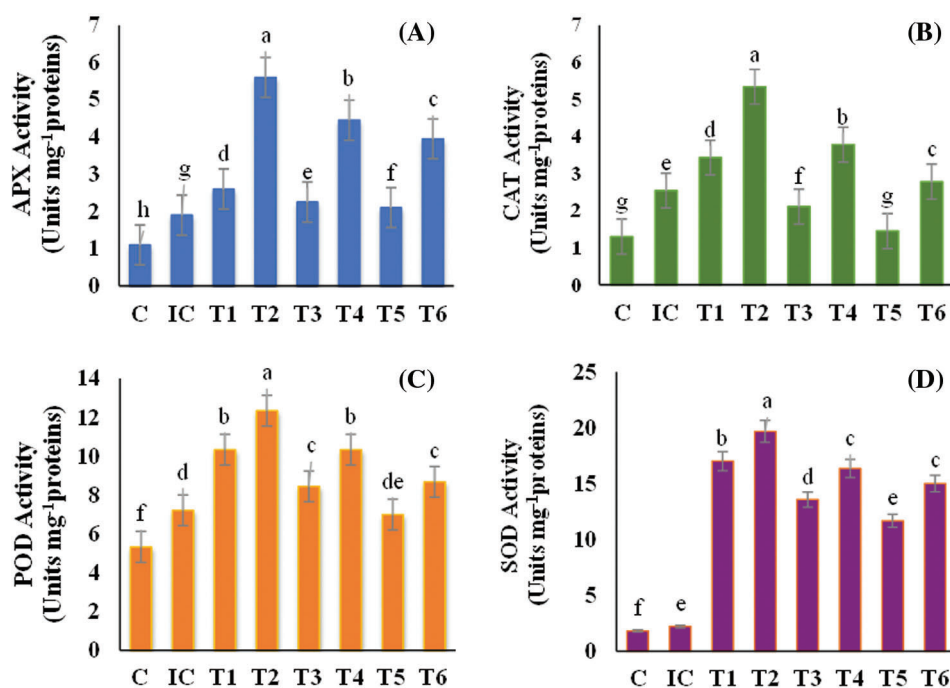 (A)
APX Activity
(Units mg-1proteins)
7
6
5
4
3
2
1
0
h g d a e b f c
C IC T1 T2 T3 T4 T5 T6
(B)
CAT Activity
(Units mg-1proteins)
7
6
5
4
3
2
1
0
g e d a f b g c
C IC T1 T2 T3 T4 T5 T6
(C)
POD Activity
(Units mg-1proteins)
14
12
10
8
6
4
2
0
f d b a c b de c
C IC T1 T2 T3 T4 T5 T6
(D)
SOD Activity
(Units mg-1proteins)
25
20
15
10
5
0
f e b a d c e c
C IC T1 T2 T3 T4 T5 T6